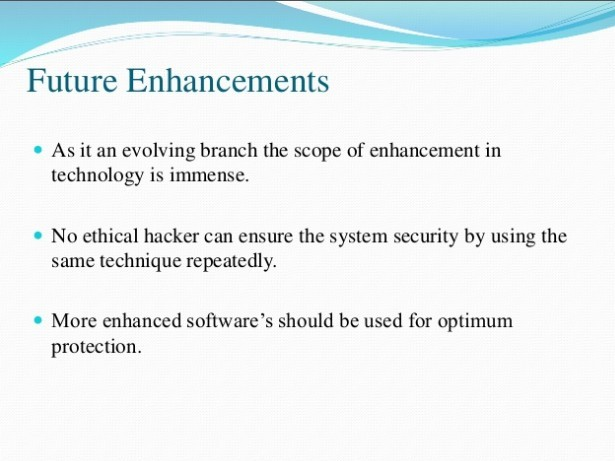 Future Enhancements
As it an evolving branch the scope of enhancement in
technology is immense.
No ethical hacker can ensure the system security by using the
same technique repeatedly.
More enhanced software’s should be used for optimum
protection.